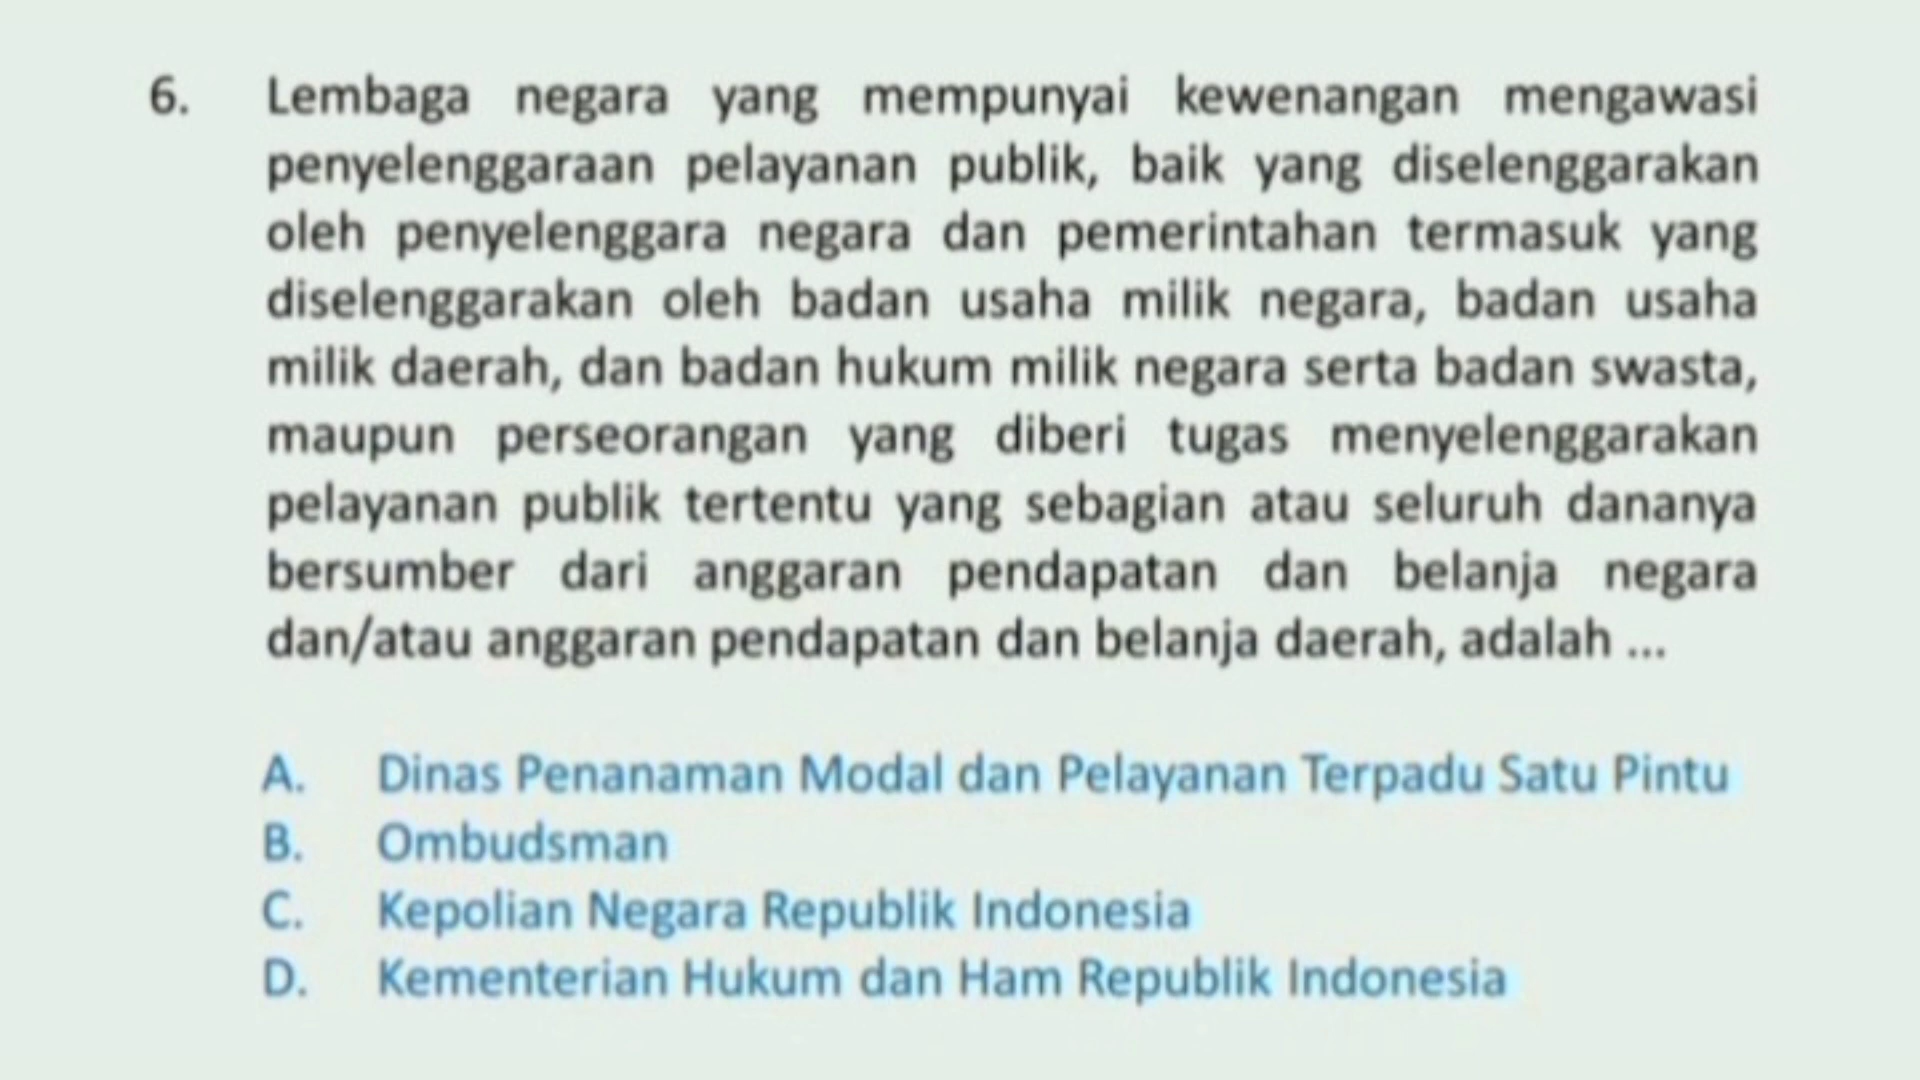 6. Lembaga negara yang mempunyai kewenangan mengawasi
penyelenggaraan pelayanan publik, baik yang diselenggarakan
oleh penyelenggara negara dan pemerintahan termasuk yang
diselenggarakan oleh badan usaha milik negara, badan usaha
milik daerah, dan badan hukum milik negara serta badan swasta,
maupun perseorangan yang diberi tugas menyelenggarakan
pelayanan publik tertentu yang sebagian atau seluruh dananya
bersumber dari anggaran pendapatan dan belanja negara
dan/atau anggaran pendapatan dan belanja daerah, adalah ...
A. Dinas Penanaman Modal dan Pelayanan Terpadu Satu Pintu
B. Ombudsman
C. Kepolian Negara Republik Indonesia
D. Kementerian Hukum dan Ham Republik Indonesia